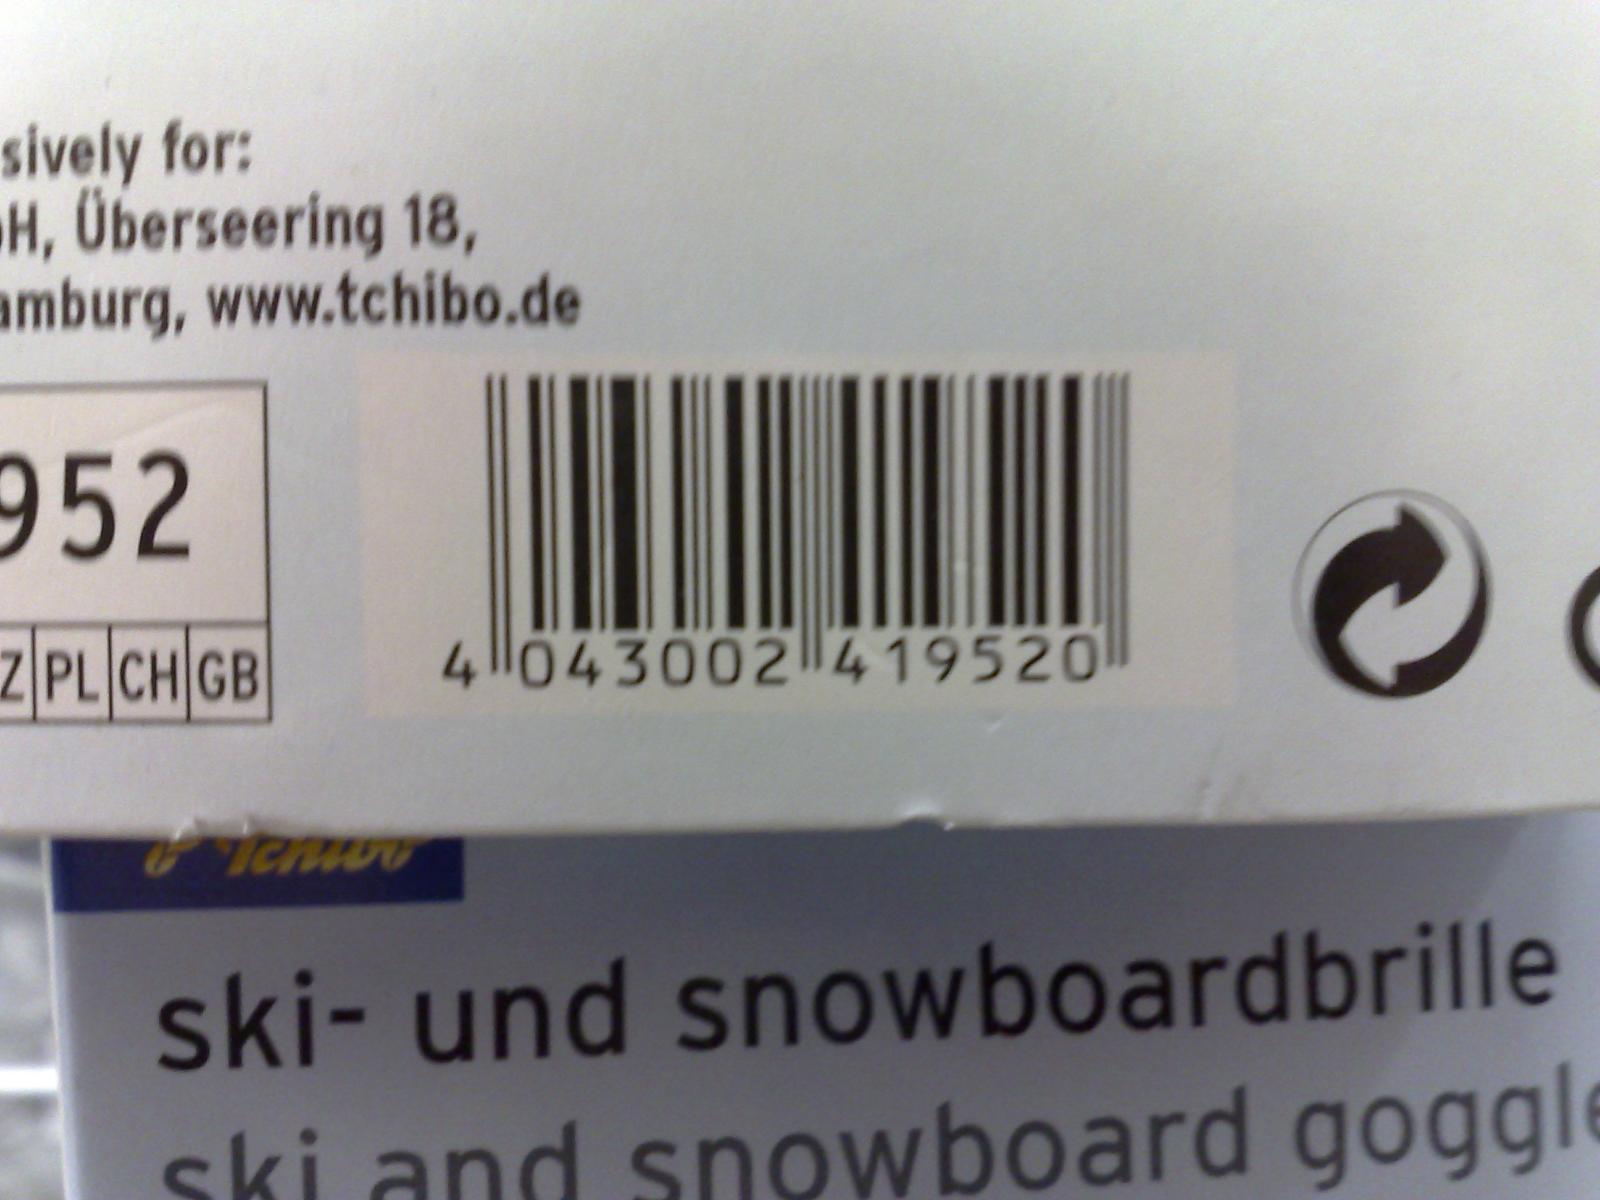 sively for:
H, Überseering 18,
amburg, www.tchibo.de
952
Z PL CH GB
4 043002 419520
Tchibo
ski- und snowboardbrille
ski and snowboard goggle